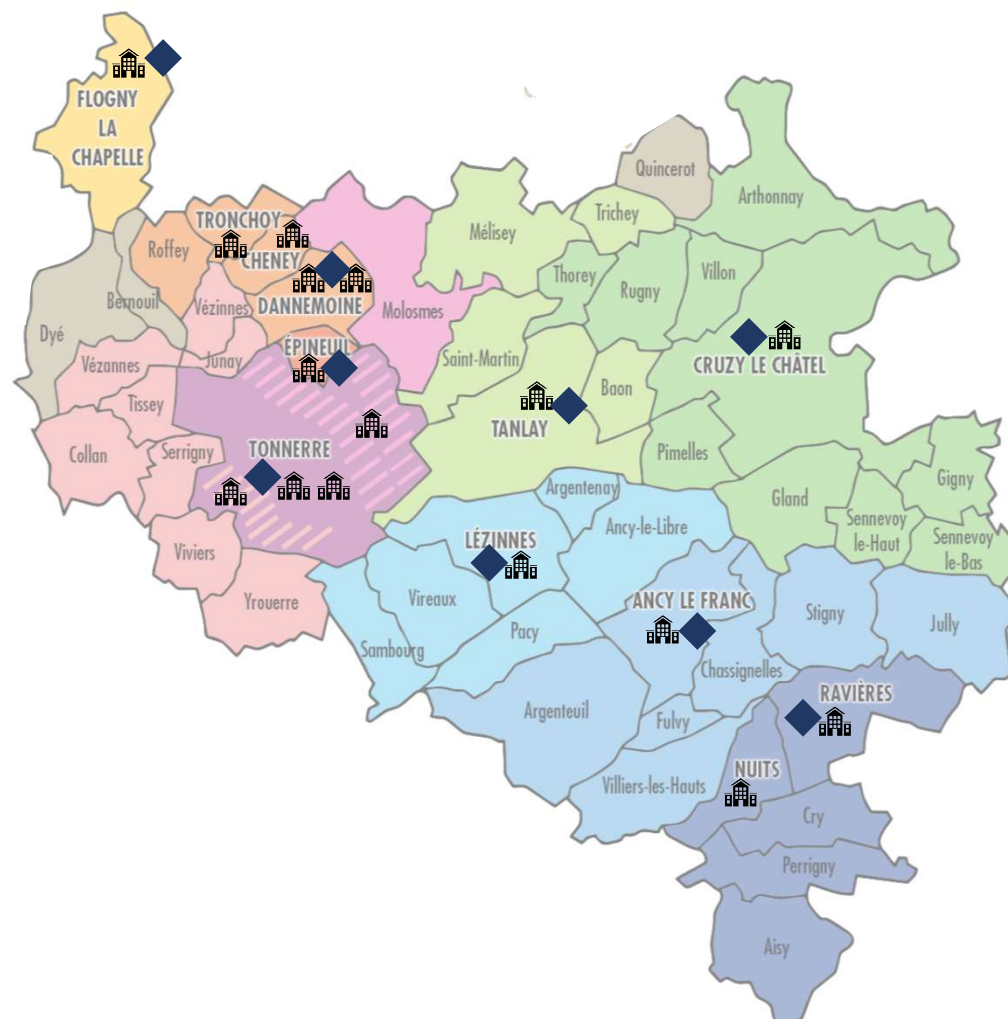 FLOGNY
LA
CHAPELLE
Quincerot
Arthonnay
TRONCHOY
Trichey
Mélisey
Roffey
CHENEY
Thorey
Villon
Rugny
Bernouil
Vézinnes
DANNEMOINE
Molosmes
Dyé
ÉPINEUIL
Junay
Saint-Martin
Vézannes
CRUZY LE CHÂTEL
Baon
Tissey
TANLAY
TONNERRE
Collan
Serrigny
Pimelles
Gigny
Argentenay
Gland
Sennevoy
le-Haut
Ancy-le-Libre
Sennevoy
le-Bas
LÉZINNES
Viviers
Vireaux
Yrouerre
ANCY LE FRANC
Stigny
Jully
Pacy
Sambourg
Chassignelles
RAVIÈRES
Argenteuil
Fulvy
NUITS
Villiers-les-Hauts
Cry
Perrigny
Aisy